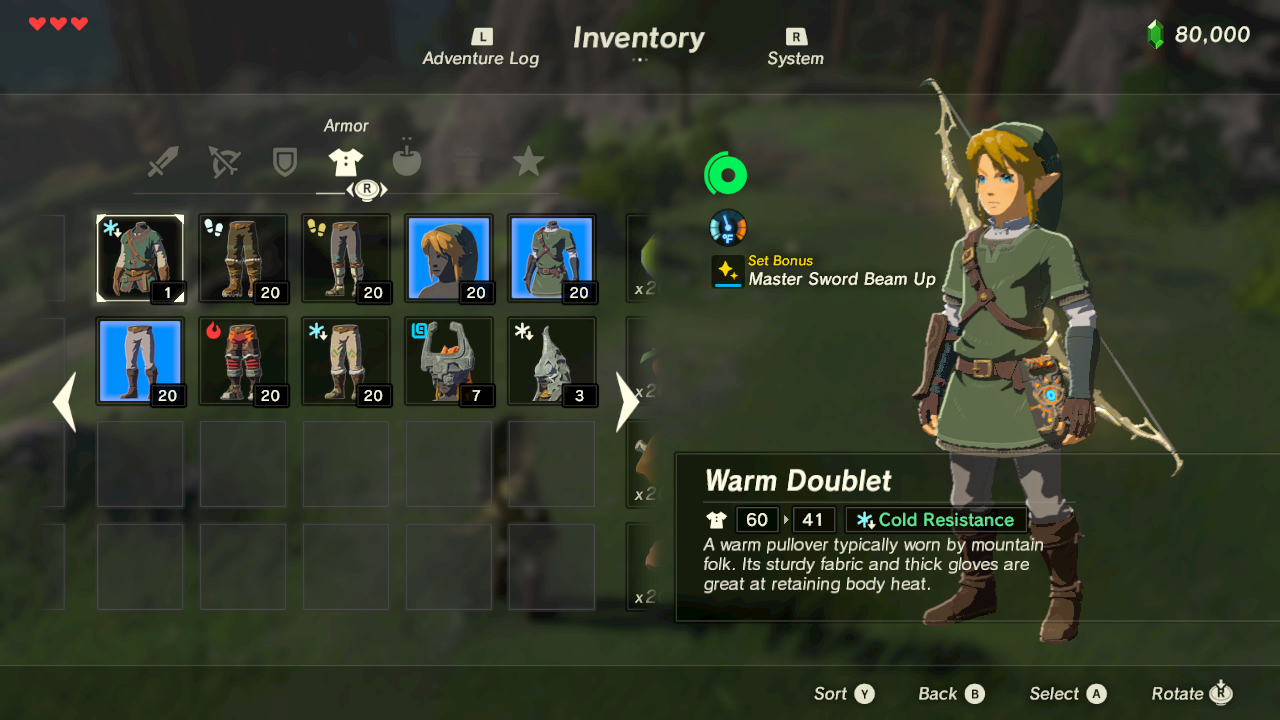 L
Inventory
R
80,000
Adventure Log
System
Armor
R
Set Bonus
Master Sword Beam Up
°F
1
20
20
20
20
x2
20
20
20
7
3
x2
x2
x2
Warm Doublet
60 41 Cold Resistance
A warm pullover typically worn by mountain
folk. Its sturdy fabric and thick gloves are
great at retaining body heat.
Sort Y
Back B
Select A
Rotate R